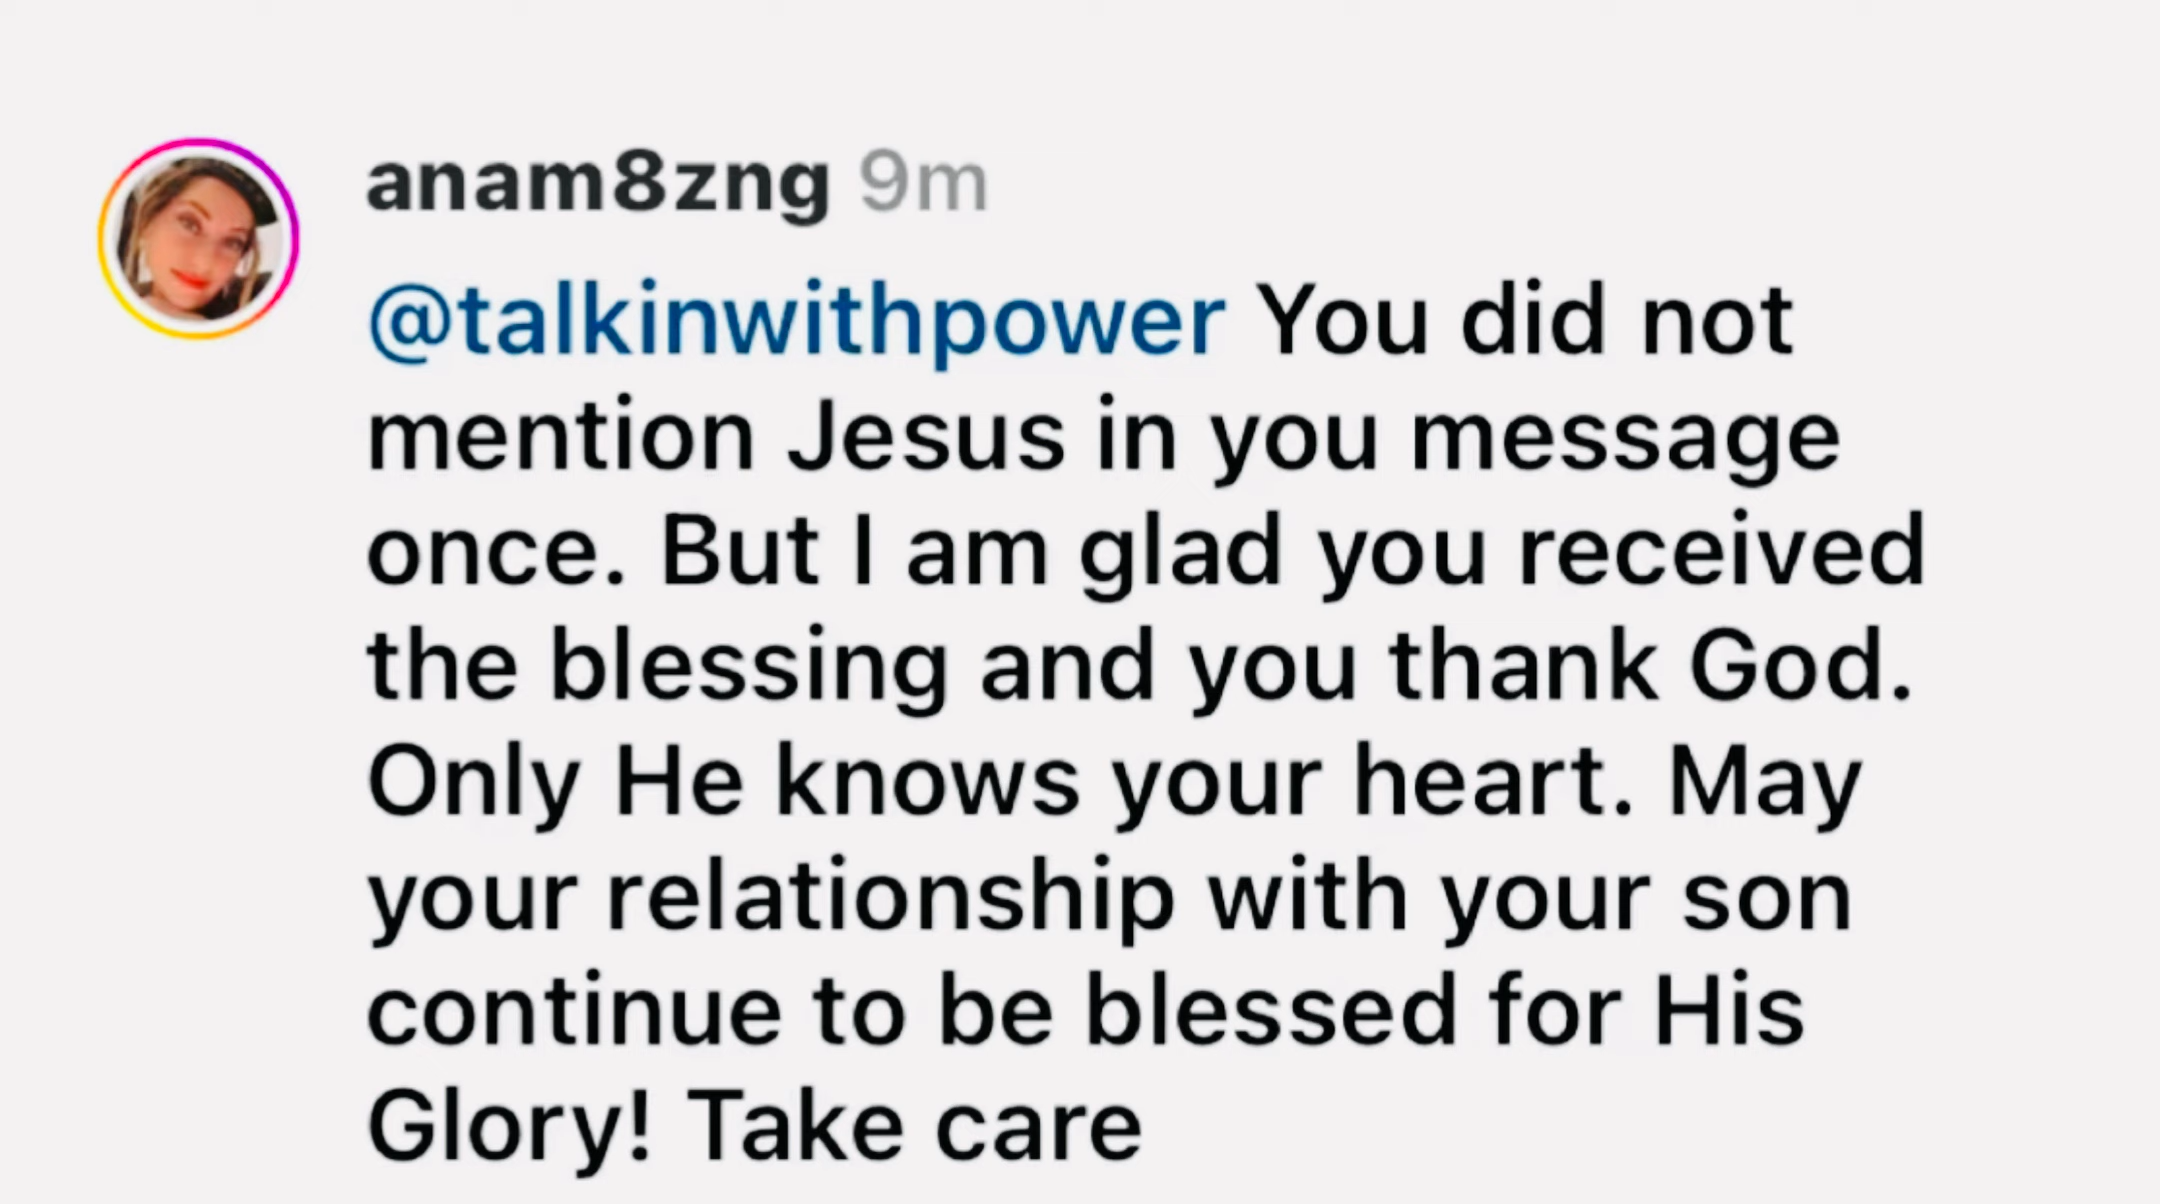 anam8zng 9m
@talkinwithpower You did not
mention Jesus in you message
once. But I am glad you received
the blessing and you thank God.
Only He knows your heart. May
your relationship with your son
continue to be blessed for His
Glory! Take care